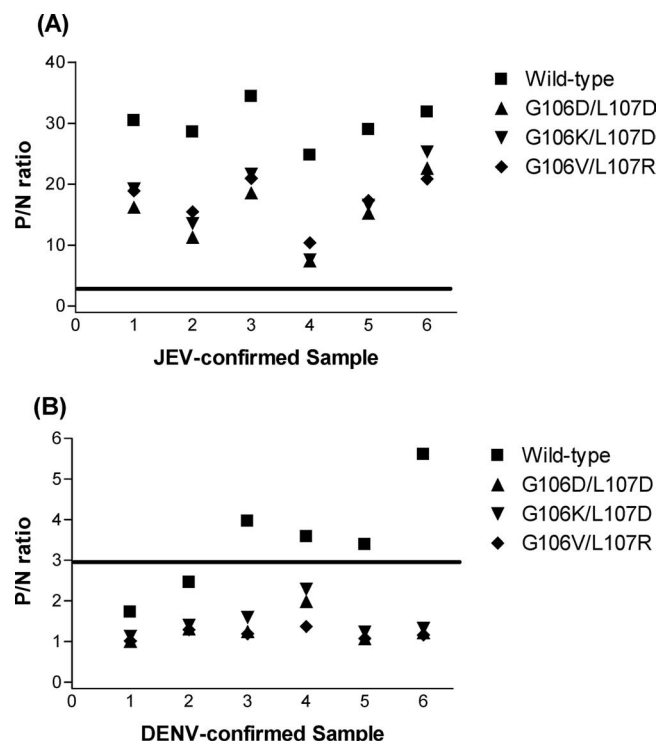 (A)
40
30
20
10
0
P/N ratio
0 1 2 3 4 5 6
JEV-confirmed Sample
Wild-type
G106D/L107D
G106K/L107D
G106V/L107R
(B)
6
5
4
3
2
1
0
P/N ratio
0 1 2 3 4 5 6
DENV-confirmed Sample
Wild-type
G106D/L107D
G106K/L107D
G106V/L107R